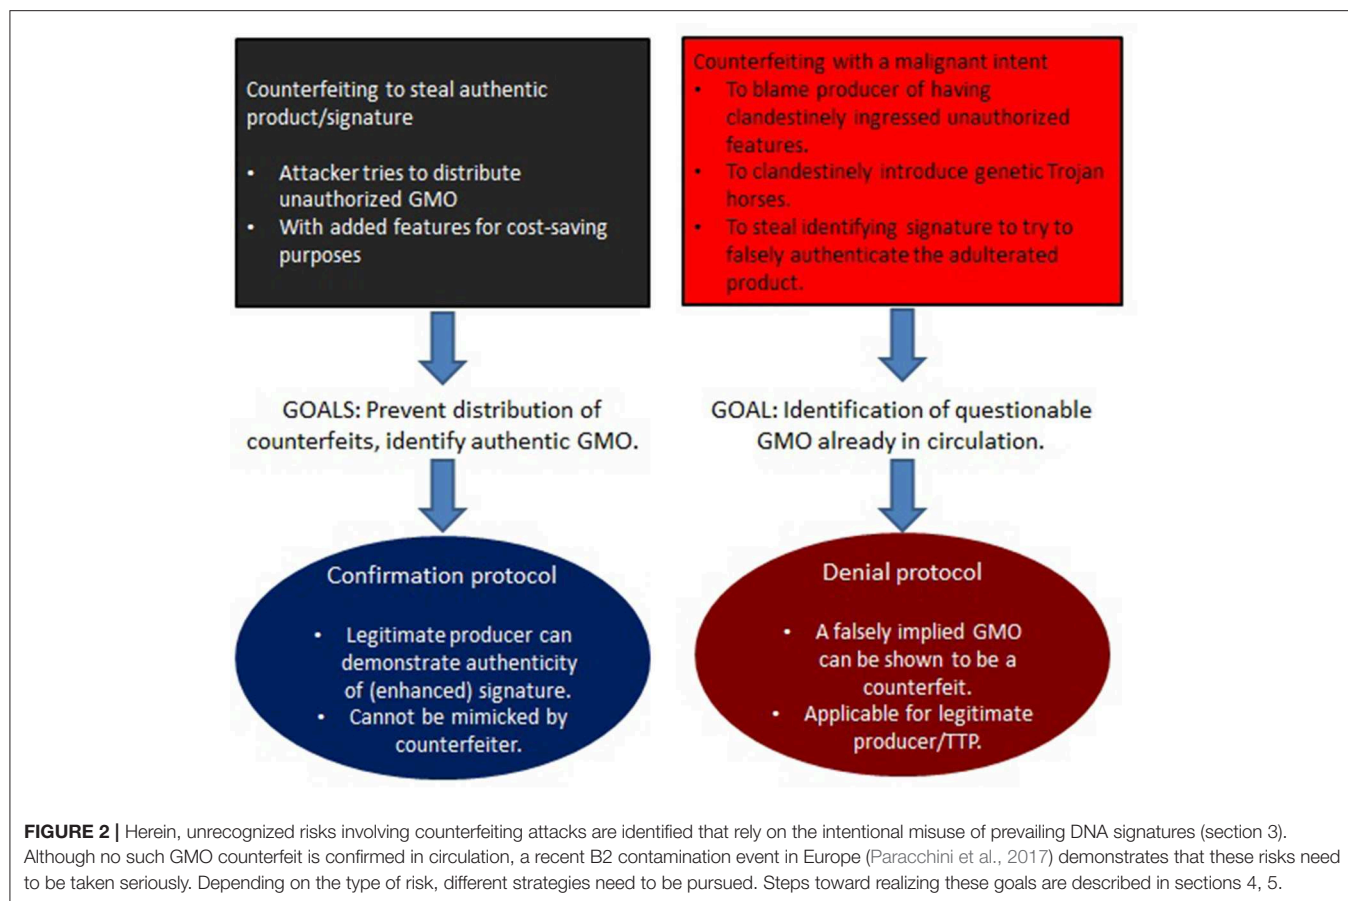 Counterfeiting to steal authentic
product/signature
• Attacker tries to distribute
unauthorized GMO
• With added features for cost-saving
purposes
GOALS: Prevent distribution of
counterfeits, identify authentic GMO.
Confirmation protocol
• Legitimate producer can
demonstrate authenticity
of (enhanced) signature.
• Cannot be mimicked by
counterfeiter.
Counterfeiting with a malignant intent
• To blame producer of having
clandestinely ingressed unauthorized
features.
• To clandestinely introduce genetic Trojan
horses.
• To steal identifying signature to try to
falsely authenticate the adulterated
product.
GOAL: Identification of questionable
GMO already in circulation.
Denial protocol
• A falsely implied GMO
can be shown to be a
counterfeit.
• Applicable for legitimate
producer/TTP.
FIGURE 2 | Herein, unrecognized risks involving counterfeiting attacks are identified that rely on the intentional misuse of prevailing DNA signatures (section 3).
Although no such GMO counterfeit is confirmed in circulation, a recent B2 contamination event in Europe (Paracchini et al., 2017) demonstrates that these risks need
to be taken seriously. Depending on the type of risk, different strategies need to be pursued. Steps toward realizing these goals are described in sections 4, 5.